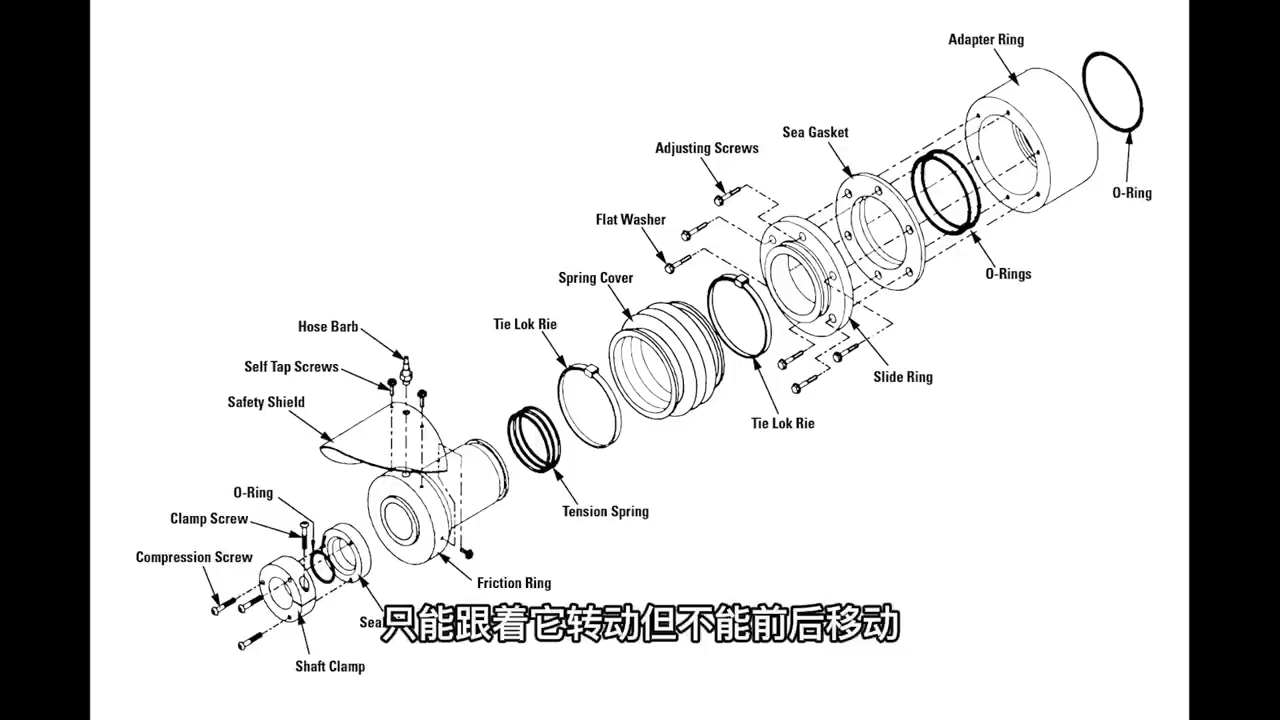 Adapter Ring
Sea Gasket
Adjusting Screws
O-Ring
Flat Washer
O-Rings
Spring Cover
Hose Barb
Tie Lok Rie
Self Tap Screws
Slide Ring
Safety Shield
Tie Lok Rie
O-Ring
Tension Spring
Clamp Screw
Compression Screw
Friction Ring
Sea
只能跟着它转动但不能前后移动
Shaft Clamp